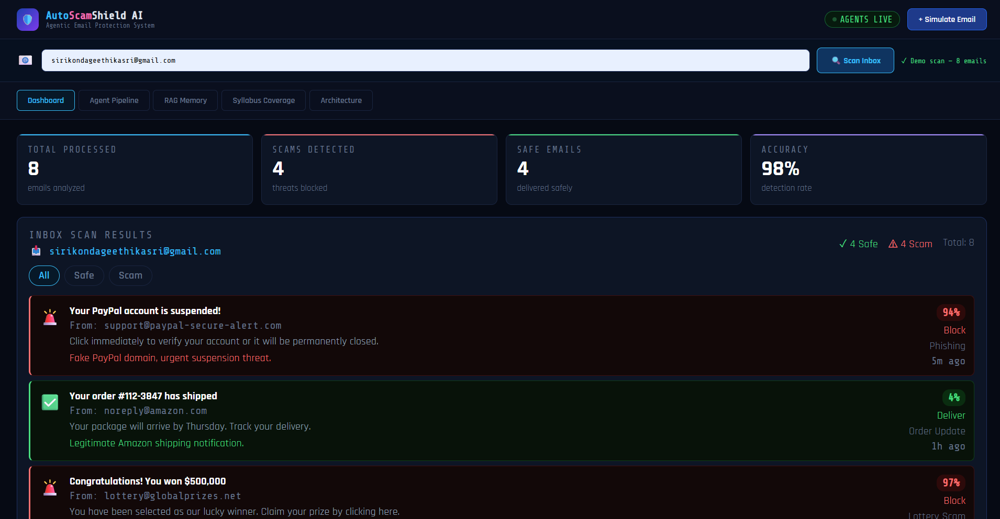 AutoScamShield AI
Agentic Email Protection System
AGENTS LIVE
+ Simulate Email
sirikondageethikasri@gmail.com
Scan Inbox
✓ Demo scan — 8 emails
Dashboard
Agent Pipeline
RAG Memory
Syllabus Coverage
Architecture
TOTAL PROCESSED
8
emails analyzed
SCAMS DETECTED
4
threats blocked
SAFE EMAILS
4
delivered safely
ACCURACY
98%
detection rate
INBOX SCAN RESULTS
sirikondageethikasri@gmail.com
✓ 4 Safe
⚠ 4 Scam
Total: 8
All
Safe
Scam
Your PayPal account is suspended!
From: support@paypal-secure-alert.com
Click immediately to verify your account or it will be permanently closed.
Fake PayPal domain, urgent suspension threat.
94%
Block
Phishing
5m ago
Your order #112-3847 has shipped
From: noreply@amazon.com
Your package will arrive by Thursday. Track your delivery.
Legitimate Amazon shipping notification.
4%
Deliver
Order Update
1h ago
Congratulations! You won $500,000
From: lottery@globalprizes.net
You have been selected as our lucky winner. Claim your prize by clicking here.
97%
Block
Lottery Scam